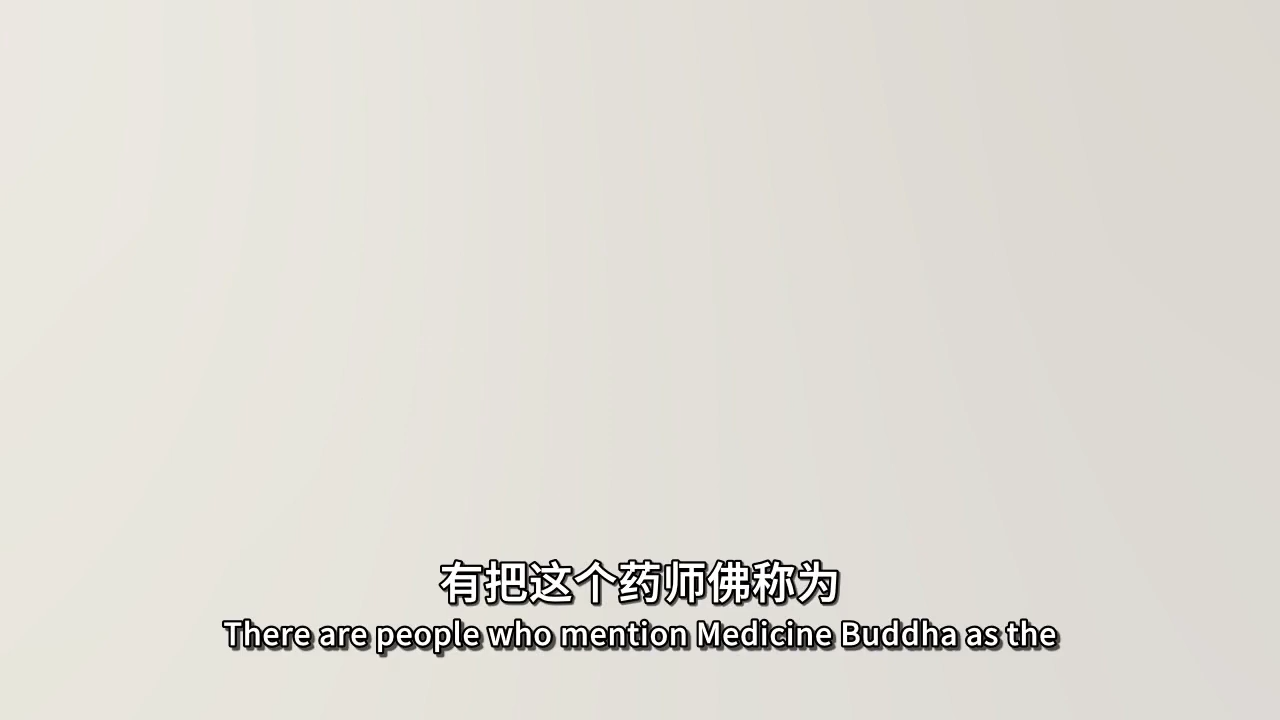 有把这个药师佛称为
There are people who mention Medicine Buddha as the